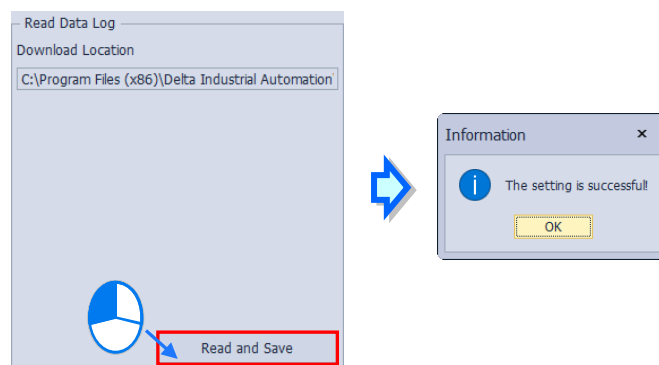 Read Data Log
Download Location
C:\Program Files (x86)\Delta Industrial Automation
Information
x
The setting is successful!
OK
Read and Save